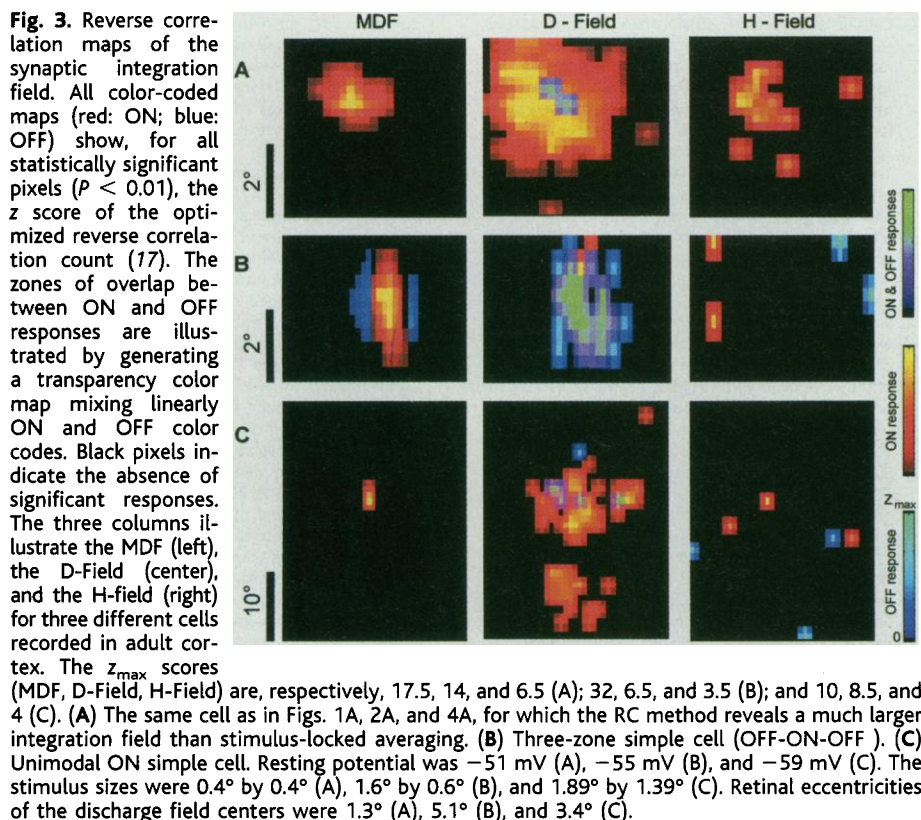 Fig. 3. Reverse corre-
lation maps of the
synaptic integration
field. All color-coded
maps (red: ON; blue:
OFF) show, for all
statistically significant
pixels (P < 0.01), the
z score of the opti-
mized reverse correla-
tion count (17). The
zones of overlap be-
tween ON and OFF
responses are illus-
trated by generating
a transparency color
map mixing linearly
ON and OFF color
codes. Black pixels in-
dicate the absence of
significant responses.
The three columns il-
lustrate the MDF (left),
the D-Field (center),
and the H-field (right)
for three different cells
recorded in adult cor-
tex. The zmax scores
(MDF, D-Field, H-Field) are, respectively, 17.5, 14, and 6.5 (A); 32, 6.5, and 3.5 (B); and 10, 8.5, and
4 (C). (A) The same cell as in Figs. 1A, 2A, and 4A, for which the RC method reveals a much larger
integration field than stimulus-locked averaging. (B) Three-zone simple cell (OFF-ON-OFF ). (C)
Unimodal ON simple cell. Resting potential was −51 mV (A), −55 mV (B), and −59 mV (C). The
stimulus sizes were 0.4° by 0.4° (A), 1.6° by 0.6° (B), and 1.89° by 1.39° (C). Retinal eccentricities
of the discharge field centers were 1.3° (A), 5.1° (B), and 3.4° (C).
MDF
D - Field
H - Field
A
2°
B
2°
C
10°
ON & OFF responses
ON response
Zmax
OFF response
0